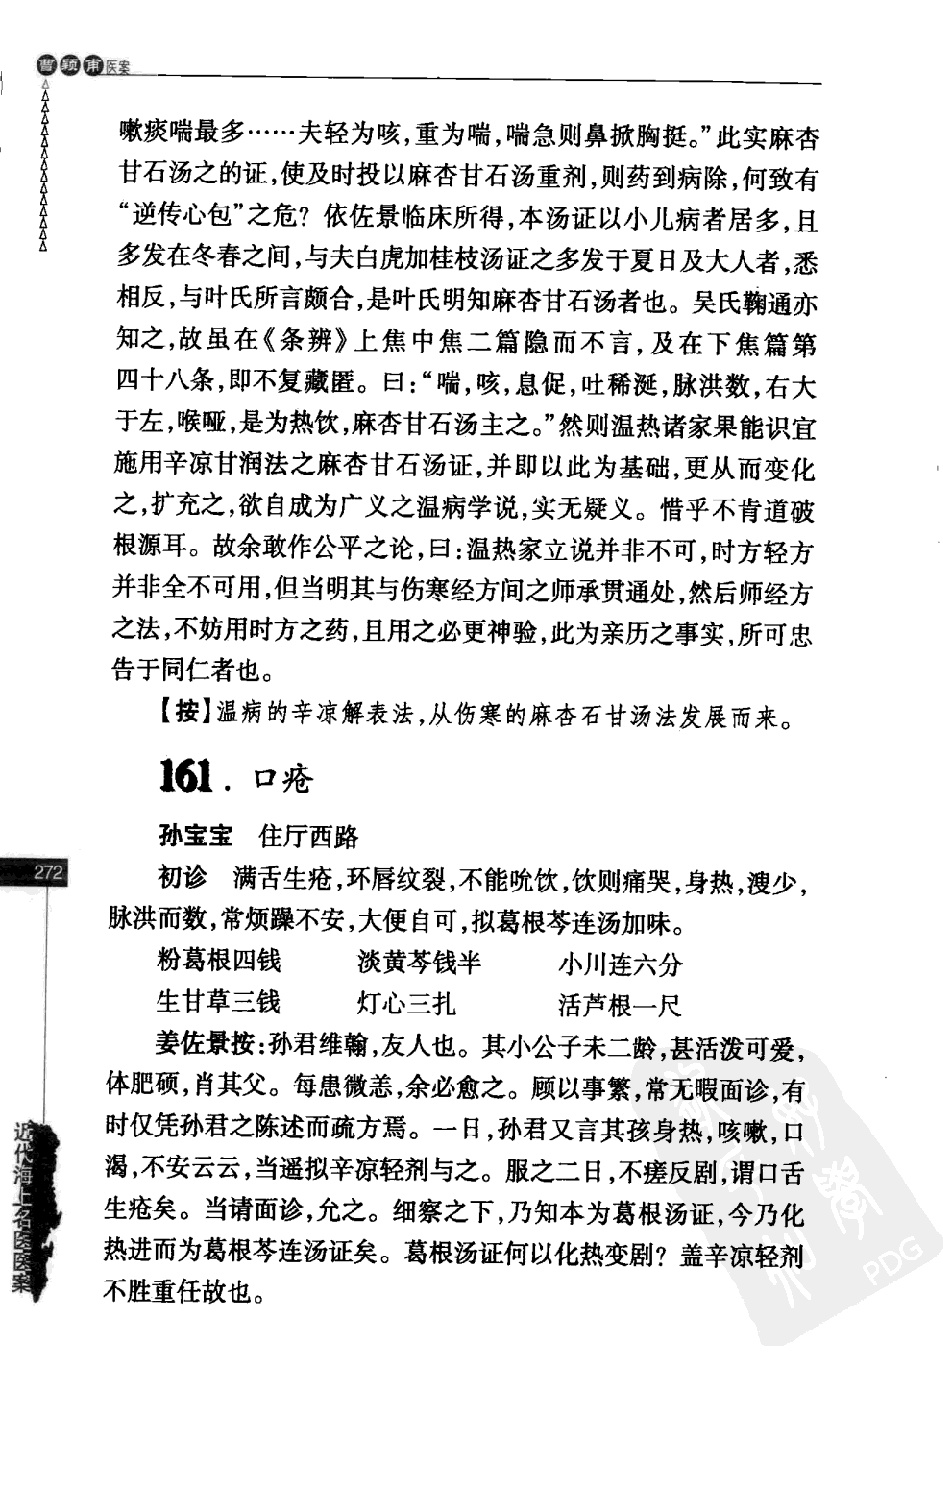 曹颖甫医案
嗽痰喘最多……夫轻为咳,重为喘,喘急则鼻掀胸挺。”此实麻杏
甘石汤之的证,使及时投以麻杏甘石汤重剂,则药到病除,何致有
“逆传心包”之危？依佐景临床所得,本汤证以小儿病者居多,且
多发在冬春之间,与夫白虎加桂枝汤证之多发于夏日及大人者,悉
相反,与叶氏所言颇合,是叶氏明知麻杏甘石汤者也。吴氏鞠通亦
知之,故虽在《条辨》上焦中焦二篇隐而不言,及在下焦篇第
四十八条,即不复藏匿。曰:“喘,咳,息促,吐稀涎,脉洪数,右大
于左,喉哑,是为热饮,麻杏甘石汤主之。”然则温热诸家果能识宜
施用辛凉甘润法之麻杏甘石汤证,并即以此为基础,更从而变化
之,扩充之,欲自成为广义之温病学说,实无疑义。惜乎不肯道破
根源耳。故余敢作公平之论,曰:温热家立说并非不可,时方轻方
并非全不可用,但当明其与伤寒经方间之师承贯通处,然后师经方
之法,不妨用时方之药,且用之必更神验,此为亲历之事实,所可忠
告于同仁者也。
【按】温病的辛凉解表法,从伤寒的麻杏石甘汤法发展而来。
161.口疮
孙宝宝 住厅西路
初诊 满舌生疮,环唇纹裂,不能吮饮,饮则痛哭,身热,溲少,
脉洪而数,常烦躁不安,大便自可,拟葛根芩连汤加味。
粉葛根四钱 淡黄芩钱半 小川连六分
生甘草三钱 灯心三扎 活芦根一尺
姜佐景按:孙君维翰,友人也。其小公子未二龄,甚活泼可爱,
体肥硕,肖其父。每患微恙,余必愈之。顾以事繁,常无暇面诊,有
时仅凭孙君之陈述而疏方焉。一日,孙君又言其孩身热,咳嗽,口
渴,不安云云,当遥拟辛凉轻剂与之。服之二日,不瘥反剧,谓口舌
生疮矣。当请面诊,允之。细察之下,乃知本为葛根汤证,今乃化
热进而为葛根芩连汤证矣。葛根汤证何以化热变剧？盖辛凉轻剂
不胜重任故也。
272
近代海上名医医案
PDG